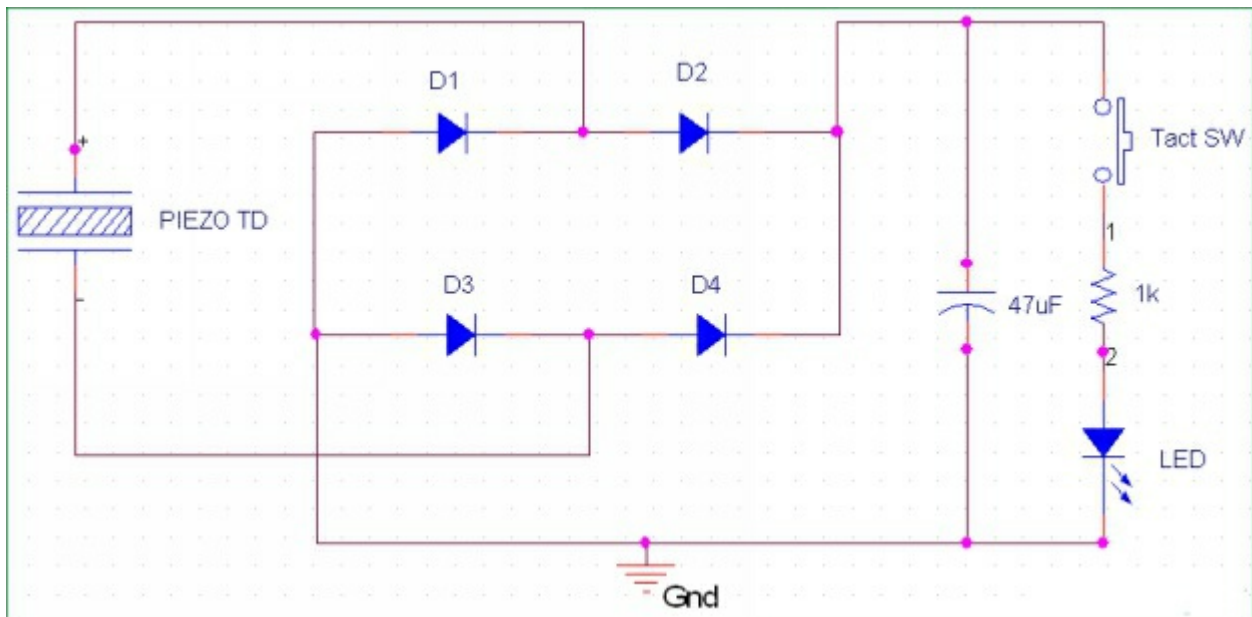 D1
D2
+
Tact SW
PIEZO TD
1
-
D3
D4
47uF
1k
2
LED
Gnd